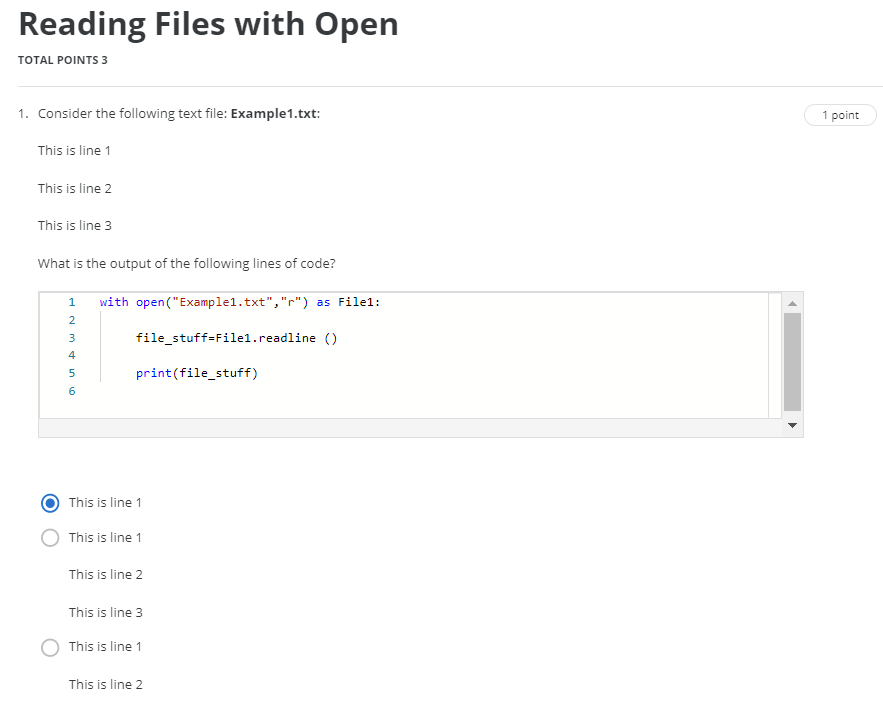 Reading Files with Open
TOTAL POINTS 3
1. Consider the following text file: Example1.txt:
1 point
This is line 1
This is line 2
This is line 3
What is the output of the following lines of code?
1 with open("Example1.txt","r") as File1:
2
3 file_stuff=File1.readline ()
4
5 print(file_stuff)
6
This is line 1
This is line 1
This is line 2
This is line 3
This is line 1
This is line 2